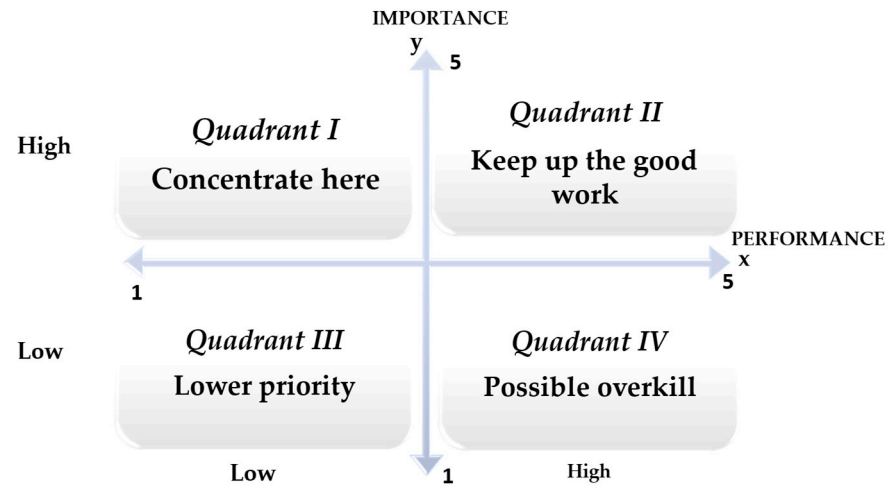 IMPORTANCE
y
5
Quadrant I
Quadrant II
High
Concentrate here
Keep up the good
work
PERFORMANCE
x
1
5
Quadrant III
Quadrant IV
Low
Lower priority
Possible overkill
Low
1
High